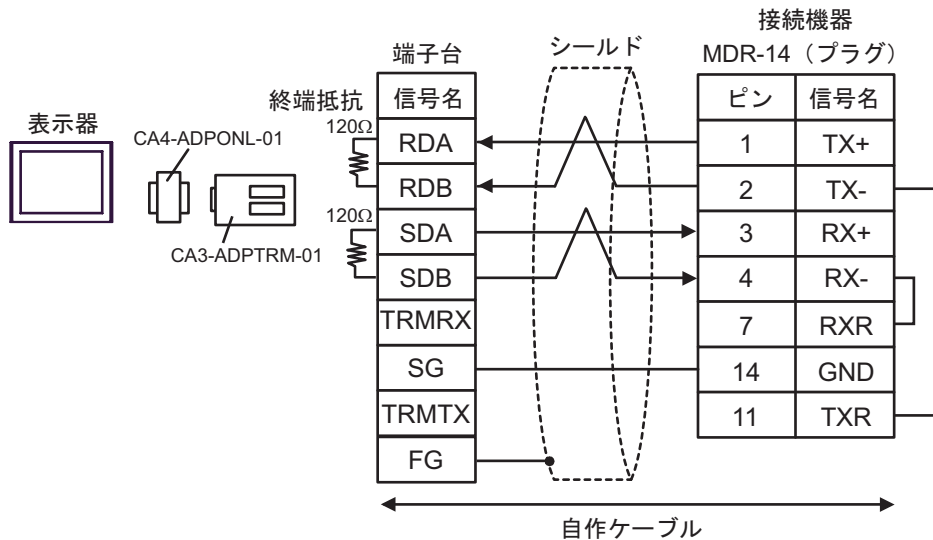 接続機器
MDR-14（プラグ）
シールド
端子台
終端抵抗
表示器
CA4-ADPONL-01
CA3-ADPTRM-01
120Ω
120Ω
信号名
RDA
RDB
SDA
SDB
TRMRX
SG
TRMTX
FG
ピン 信号名
1 TX+
2 TX-
3 RX+
4 RX-
7 RXR
14 GND
11 TXR
自作ケーブル